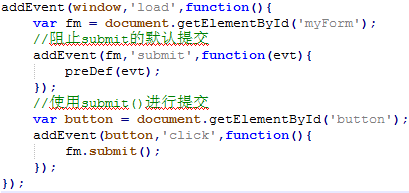 addEvent(window,'load',function(){
var fm = document.getElementById('myForm');
//阻止submit的默认提交
addEvent(fm,'submit',function(evt){
preDef(evt);
});
//使用submit()进行提交
var button = document.getElementById('button');
addEvent(button,'click',function(){
fm.submit();
});
});